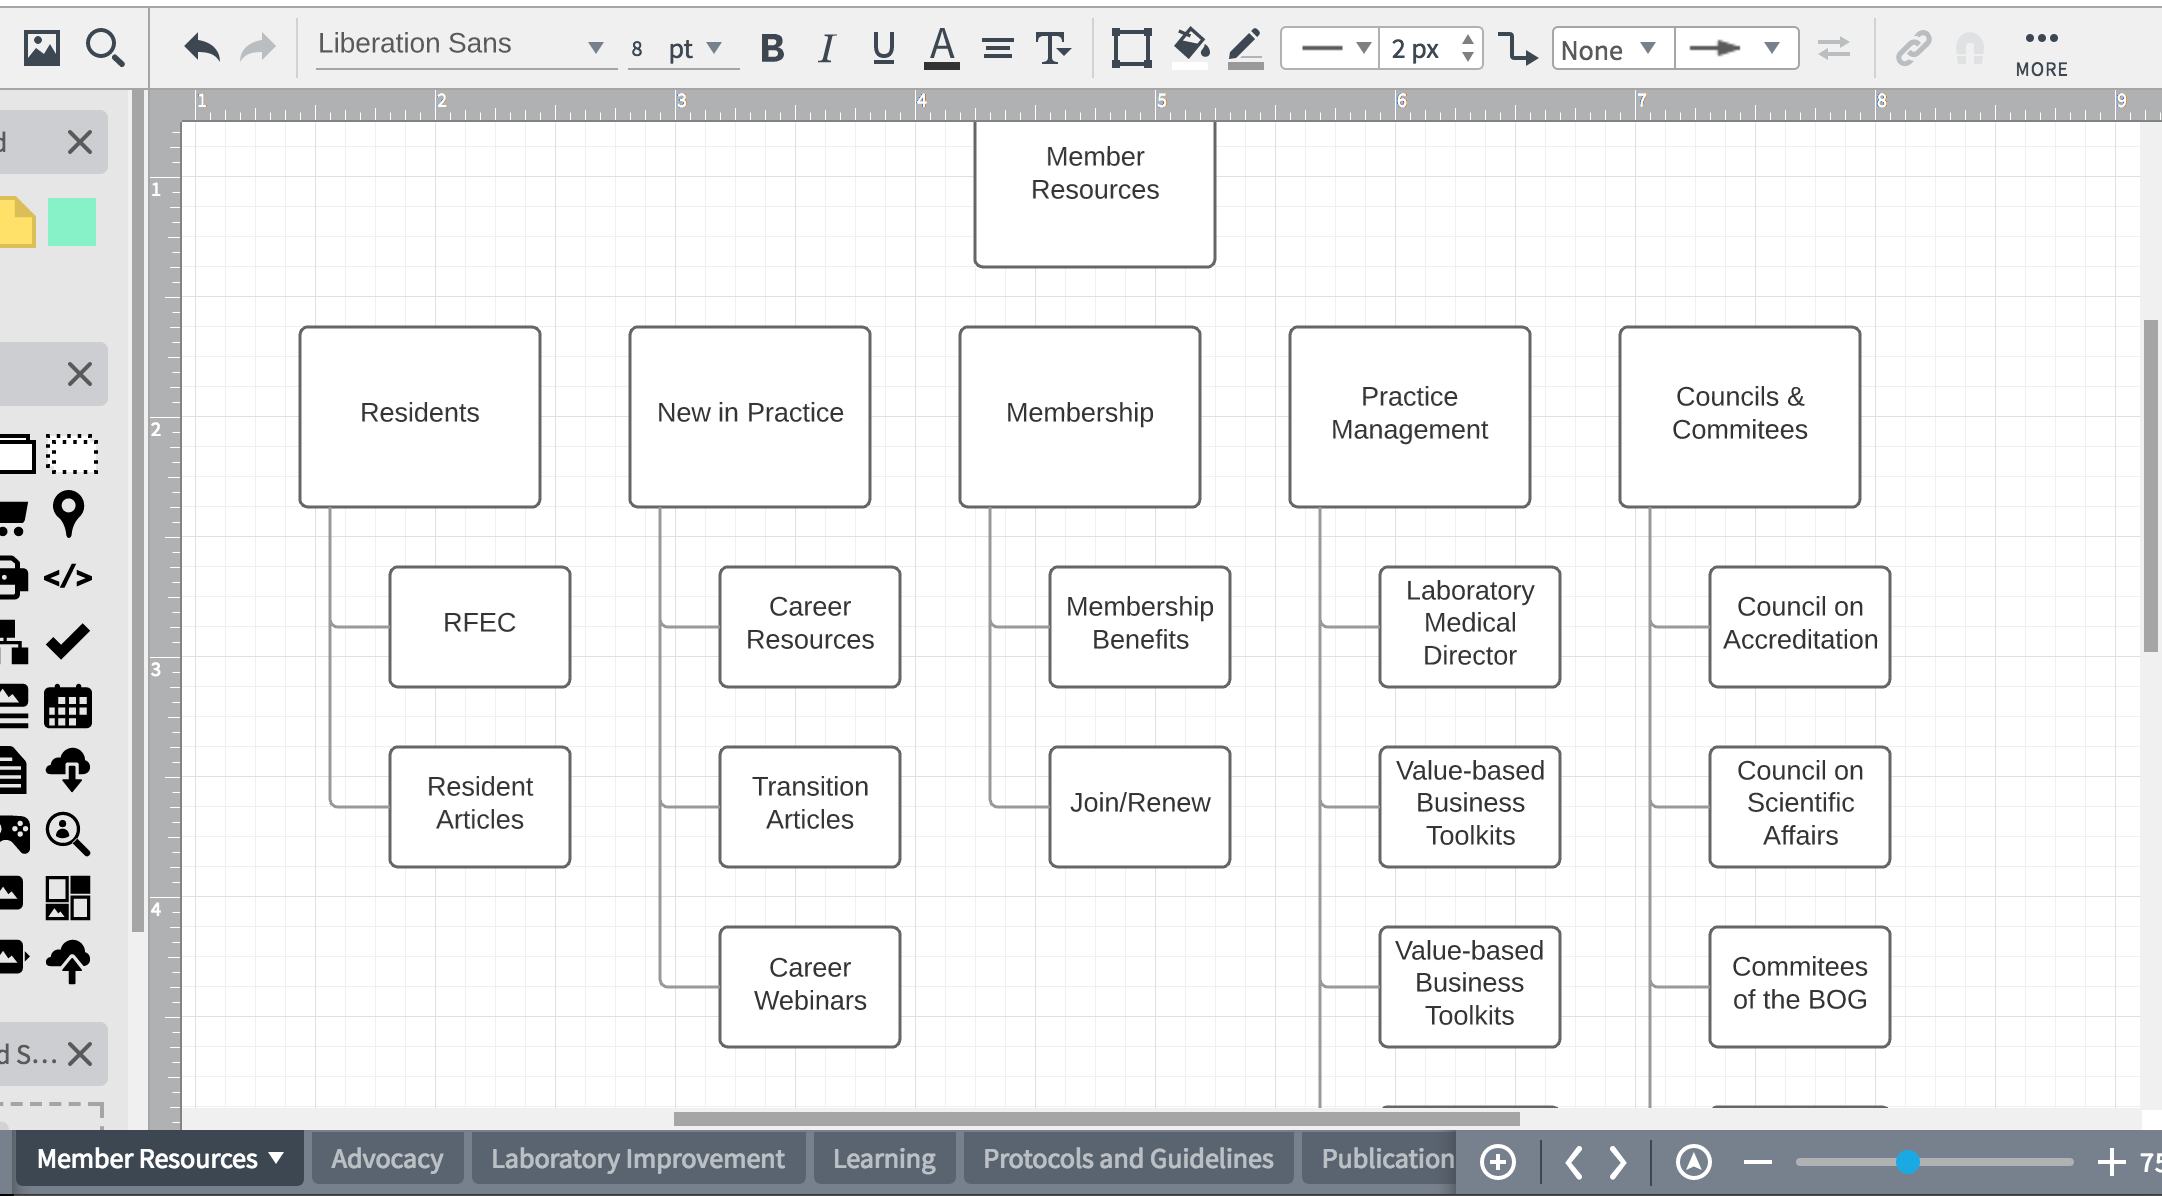 Liberation Sans
8 pt
B I U A T
2 px
None
MORE
1 2 3 4 5 6 7 8 9
d
Member
Resources
1
Residents
New in Practice
Membership
Practice
Management
Councils &
Commitees
2
RFEC
Career
Resources
Membership
Benefits
Laboratory
Medical
Director
Council on
Accreditation
3
Resident
Articles
Transition
Articles
Join/Renew
Value-based
Business
Toolkits
Council on
Scientific
Affairs
4
Career
Webinars
Value-based
Business
Toolkits
Commitees
of the BOG
d S...
Member Resources
Advocacy
Laboratory Improvement
Learning
Protocols and Guidelines
Publication
75